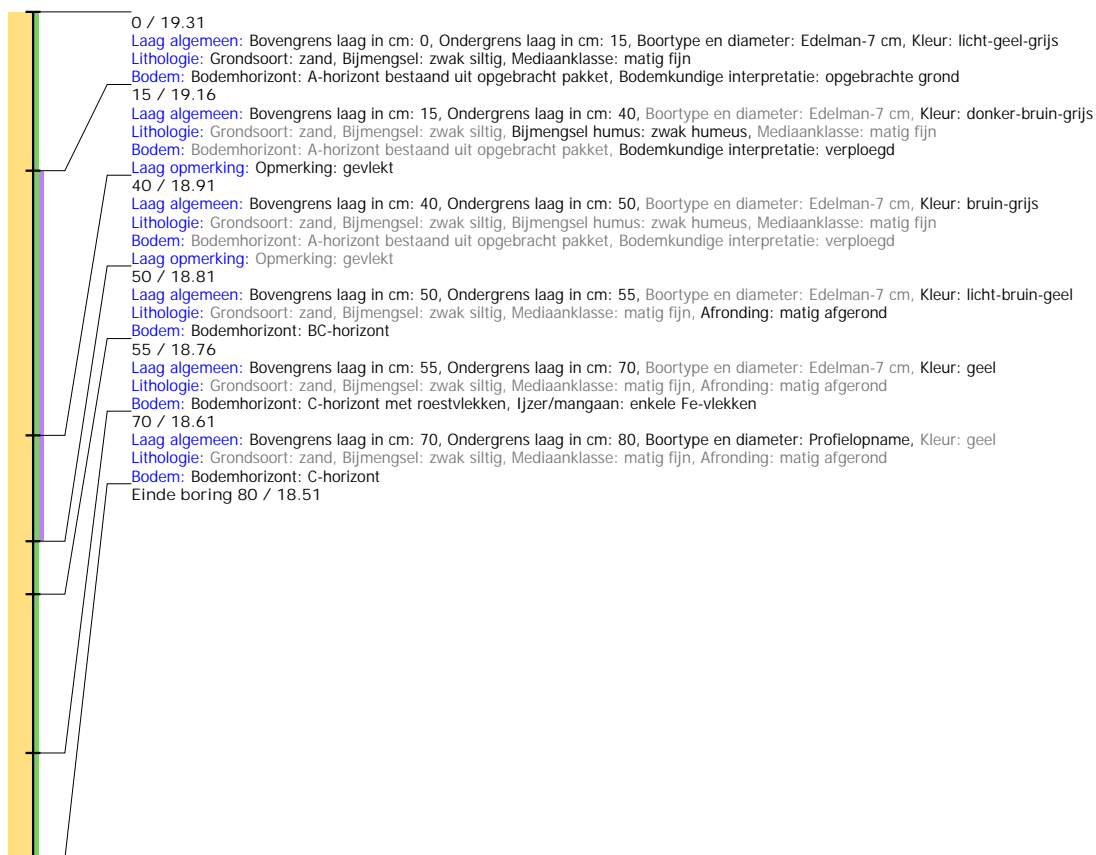 0 / 19.31
Laag algemeen: Bovengrens laag in cm: 0, Ondergrens laag in cm: 15, Boortype en diameter: Edelman-7 cm, Kleur: licht-geel-grijs
Lithologie: Grondsoort: zand, Bijmengsel: zwak siltig, Mediaanklasse: matig fijn
Bodem: Bodemhorizont: A-horizont bestaand uit opgebracht pakket, Bodemkundige interpretatie: opgebrachte grond
15 / 19.16
Laag algemeen: Bovengrens laag in cm: 15, Ondergrens laag in cm: 40, Boortype en diameter: Edelman-7 cm, Kleur: donker-bruin-grijs
Lithologie: Grondsoort: zand, Bijmengsel: zwak siltig, Bijmengsel humus: zwak humeus, Mediaanklasse: matig fijn
Bodem: Bodemhorizont: A-horizont bestaand uit opgebracht pakket, Bodemkundige interpretatie: verploegd
Laag opmerking: Opmerking: gevlekt
40 / 18.91
Laag algemeen: Bovengrens laag in cm: 40, Ondergrens laag in cm: 50, Boortype en diameter: Edelman-7 cm, Kleur: bruin-grijs
Lithologie: Grondsoort: zand, Bijmengsel: zwak siltig, Bijmengsel humus: zwak humeus, Mediaanklasse: matig fijn
Bodem: Bodemhorizont: A-horizont bestaand uit opgebracht pakket, Bodemkundige interpretatie: verploegd
Laag opmerking: Opmerking: gevlekt
50 / 18.81
Laag algemeen: Bovengrens laag in cm: 50, Ondergrens laag in cm: 55, Boortype en diameter: Edelman-7 cm, Kleur: licht-bruin-geel
Lithologie: Grondsoort: zand, Bijmengsel: zwak siltig, Mediaanklasse: matig fijn, Afronding: matig afgerond
Bodem: Bodemhorizont: BC-horizont
55 / 18.76
Laag algemeen: Bovengrens laag in cm: 55, Ondergrens laag in cm: 70, Boortype en diameter: Edelman-7 cm, Kleur: geel
Lithologie: Grondsoort: zand, Bijmengsel: zwak siltig, Mediaanklasse: matig fijn, Afronding: matig afgerond
Bodem: Bodemhorizont: C-horizont met roestvlekken, Ijzer/mangaan: enkele Fe-vlekken
70 / 18.61
Laag algemeen: Bovengrens laag in cm: 70, Ondergrens laag in cm: 80, Boortype en diameter: Profielopname, Kleur: geel
Lithologie: Grondsoort: zand, Bijmengsel: zwak siltig, Mediaanklasse: matig fijn, Afronding: matig afgerond
Bodem: Bodemhorizont: C-horizont
Einde boring 80 / 18.51